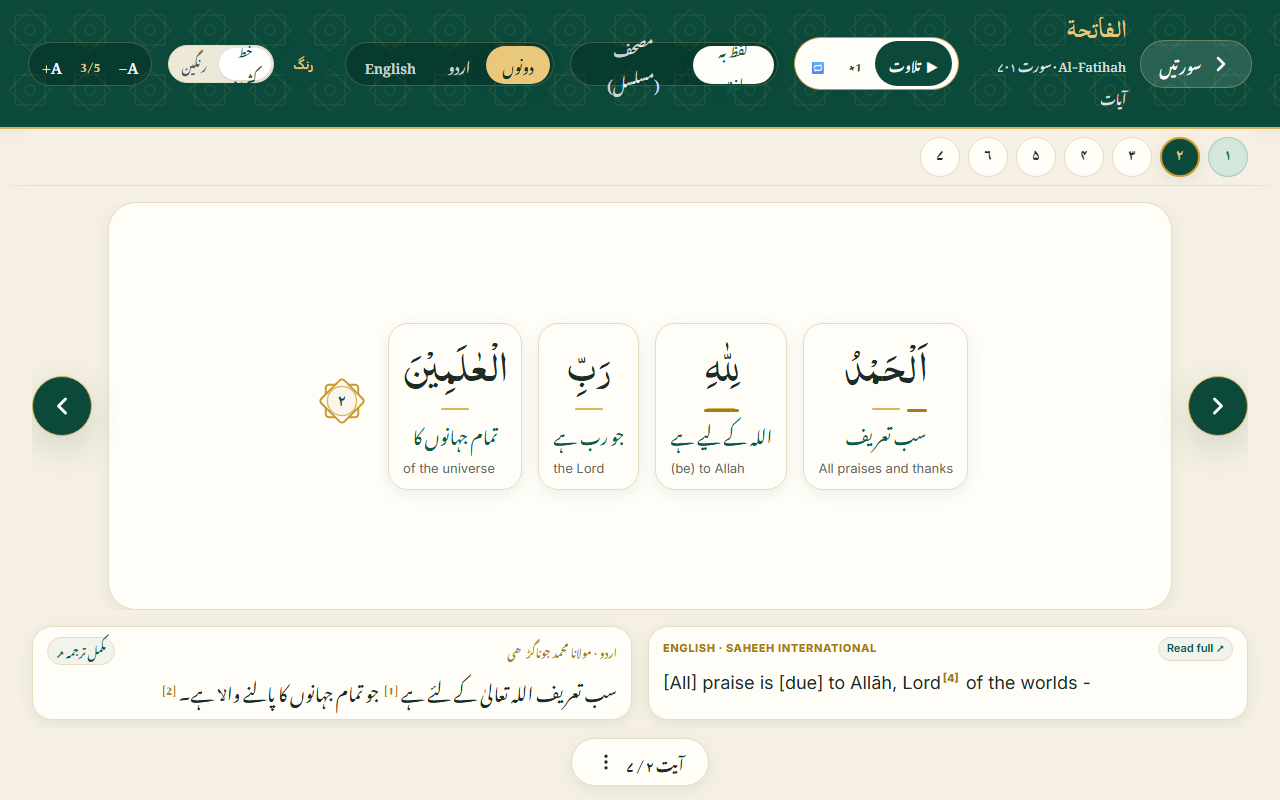 الفاتحة
Al-Fatihah · سورت ۱ · ۷
آیات
سورتیں
▶ تلاوت
×1
لفظ بہ
مصحف
(مسلسل)
دونوں
اردو
English
رنگ
خط
رنگین
A−
3/5
A+
۱
۲
۳
۴
۵
۶
۷
اَلۡحَمۡدُ
سب تعریف
All praises and thanks
لِلّٰهِ
اللہ کے لیے ہے
(be) to Allah
رَبِّ
جو رب ہے
the Lord
الۡعٰلَمِيۡنَ
تمام جہانوں کا
of the universe
۲
اردو · مولانا محمد جوناگڑھی
مکمل ترجمہ ↗
سب تعریف اللہ تعالیٰ کے لئے ہے [1] جو تمام جہانوں کا پالنے والا ہے۔ [2]
ENGLISH · SAHEEH INTERNATIONAL
Read full ↗
[All] praise is [due] to Allāh, Lord[4] of the worlds -
آیت ۲ / ۷